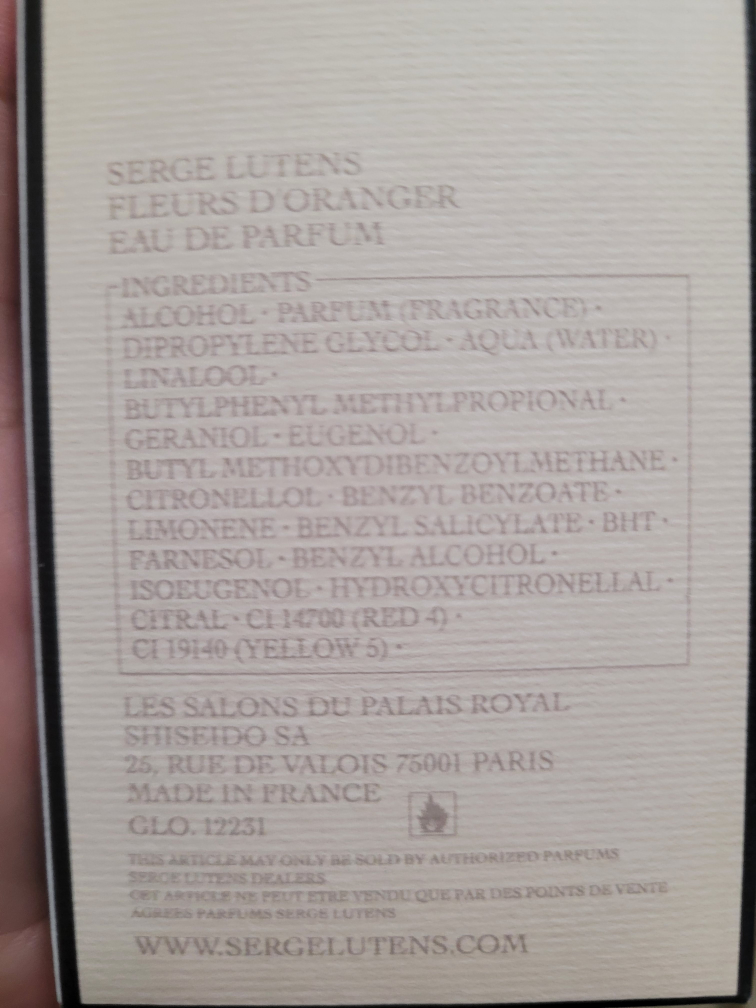 SERGE LUTENS
FLEURS D'ORANGER
EAU DE PARFUM
INGREDIENTS
ALCOHOL · PARFUM (FRAGRANCE) ·
DIPROPYLENE GLYCOL · AQUA (WATER) ·
LINALOOL ·
BUTYLPHENYL METHYLPROPIONAL ·
GERANIOL · EUGENOL ·
BUTYL METHOXYDIBENZOYLMETHANE ·
CITRONELLOL · BENZYL BENZOATE ·
LIMONENE · BENZYL SALICYLATE · BHT ·
FARNESOL · BENZYL ALCOHOL ·
ISOEUGENOL · HYDROXYCITRONELLAL ·
CITRAL · CI 14700 (RED 4) ·
CI 19140 (YELLOW 5) ·
LES SALONS DU PALAIS ROYAL
SHISEIDO SA
25, RUE DE VALOIS 75001 PARIS
MADE IN FRANCE
GLO. 12231
THIS ARTICLE MAY ONLY BE SOLD BY AUTHORIZED PARFUMS
SERGE LUTENS DEALERS
CET ARTICLE NE PEUT ETRE VENDU QUE PAR DES POINTS DE VENTE
AGREES PARFUMS SERGE LUTENS
WWW.SERGELUTENS.COM